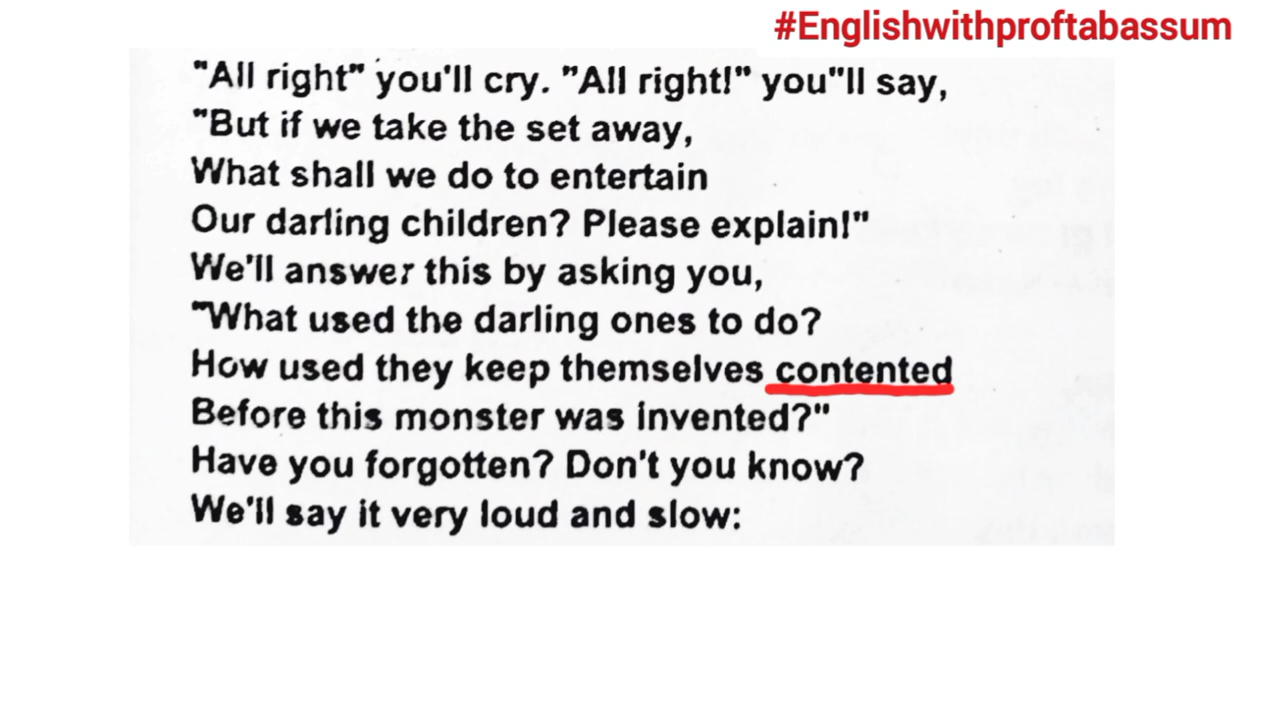 #Englishwithproftabassum
"All right" you'll cry. "All right!" you"ll say,
"But if we take the set away,
What shall we do to entertain
Our darling children? Please explain!"
We'll answer this by asking you,
"What used the darling ones to do?
How used they keep themselves contented
Before this monster was invented?"
Have you forgotten? Don't you know?
We'll say it very loud and slow: